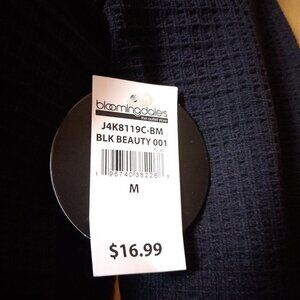 bloomingdale's
the outlet store
J4K8119C-BM
BLK BEAUTY 001
M
$16.99